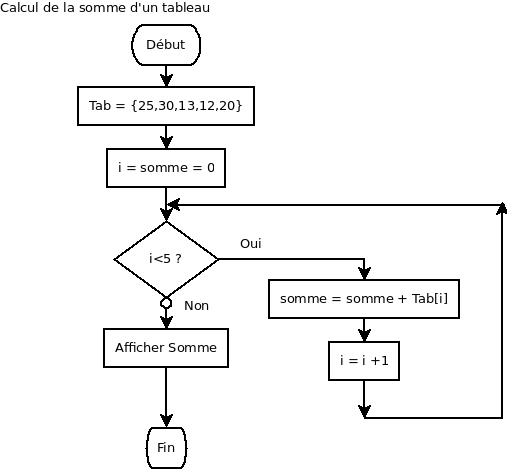 Calcul de la somme d'un tableau
Début
Tab = {25,30,13,12,20}
i = somme = 0
i<5 ?
Oui
somme = somme + Tab[i]
i = i +1
Non
Afficher Somme
Fin